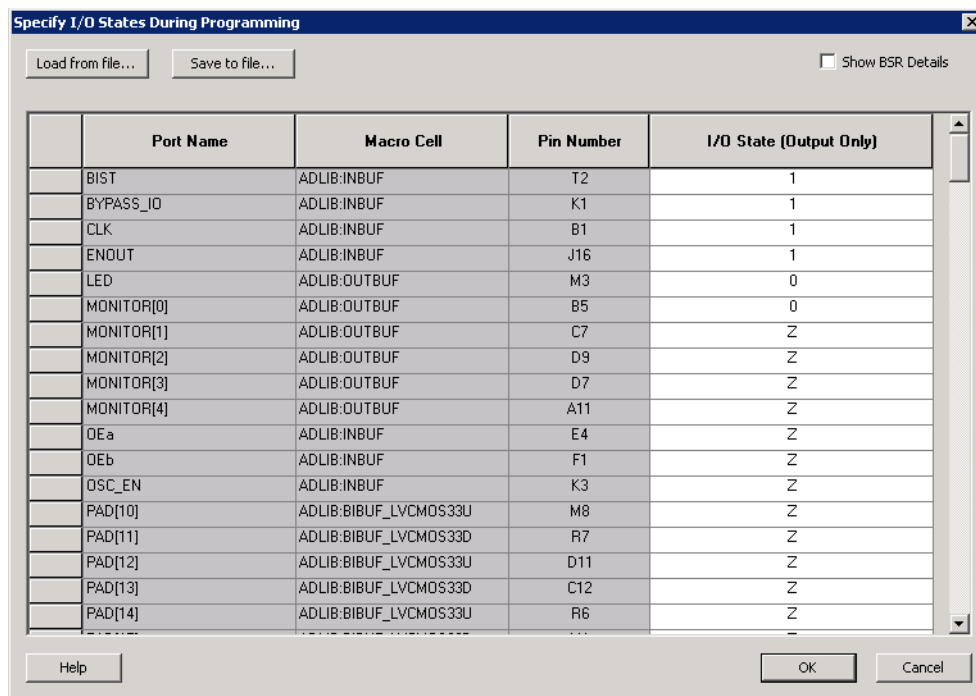 Specify I/O States During Programming
Load from file... Save to file... Show BSR Details
Port Name Macro Cell Pin Number I/O State (Output Only)
BIST ADLIB:INBUF T2 1
BYPASS_IO ADLIB:INBUF K1 1
CLK ADLIB:INBUF B1 1
ENOUT ADLIB:INBUF J16 1
LED ADLIB:OUTBUF M3 0
MONITOR[0] ADLIB:OUTBUF B5 0
MONITOR[1] ADLIB:OUTBUF C7 Z
MONITOR[2] ADLIB:OUTBUF D9 Z
MONITOR[3] ADLIB:OUTBUF D7 Z
MONITOR[4] ADLIB:OUTBUF A11 Z
OEa ADLIB:INBUF E4 Z
OEb ADLIB:INBUF F1 Z
OSC_EN ADLIB:INBUF K3 Z
PAD[10] ADLIB:BIBUF_LVCMOS33U M8 Z
PAD[11] ADLIB:BIBUF_LVCMOS33D R7 Z
PAD[12] ADLIB:BIBUF_LVCMOS33U D11 Z
PAD[13] ADLIB:BIBUF_LVCMOS33D C12 Z
PAD[14] ADLIB:BIBUF_LVCMOS33U R6 Z
Help OK Cancel